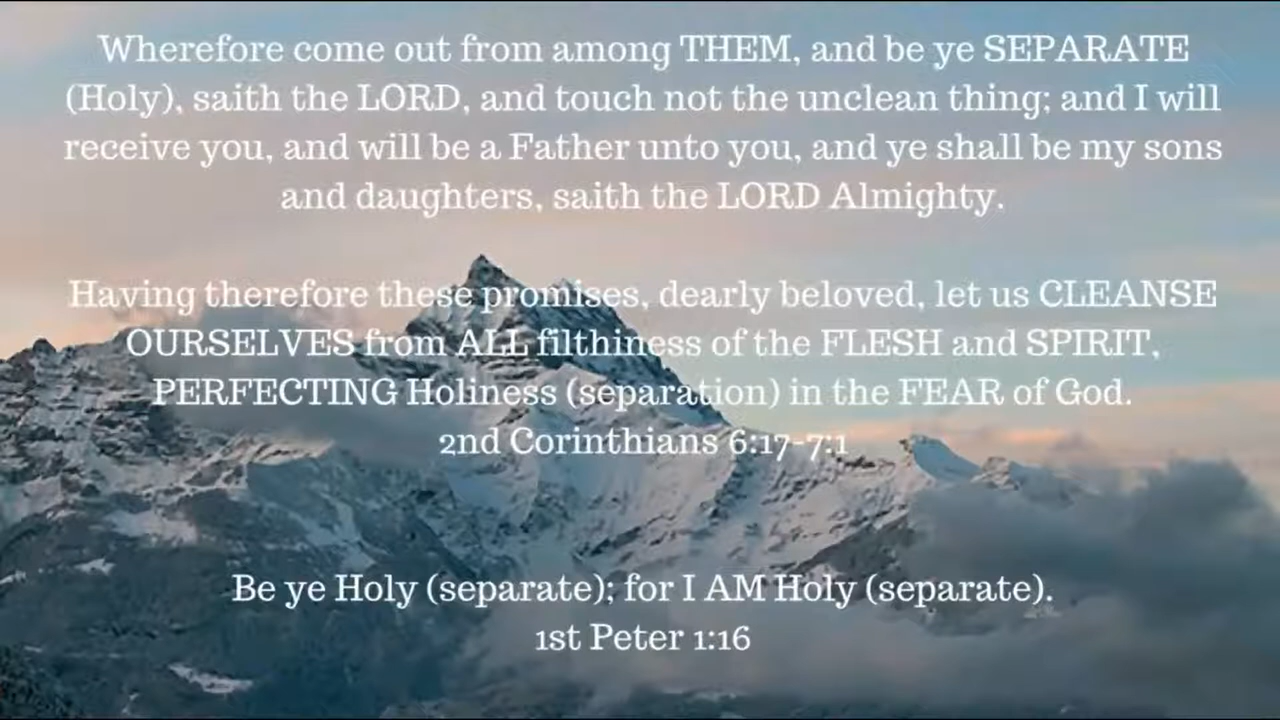 Wherefore come out from among THEM, and be ye SEPARATE
(Holy), saith the LORD, and touch not the unclean thing; and I will
receive you, and will be a Father unto you, and ye shall be my sons
and daughters, saith the LORD Almighty.
Having therefore these promises, dearly beloved, let us CLEANSE
OURSELVES from ALL filthiness of the FLESH and SPIRIT,
PERFECTING Holiness (separation) in the FEAR of God.
2nd Corinthians 6:17-7:1
Be ye Holy (separate); for I AM Holy (separate).
1st Peter 1:16